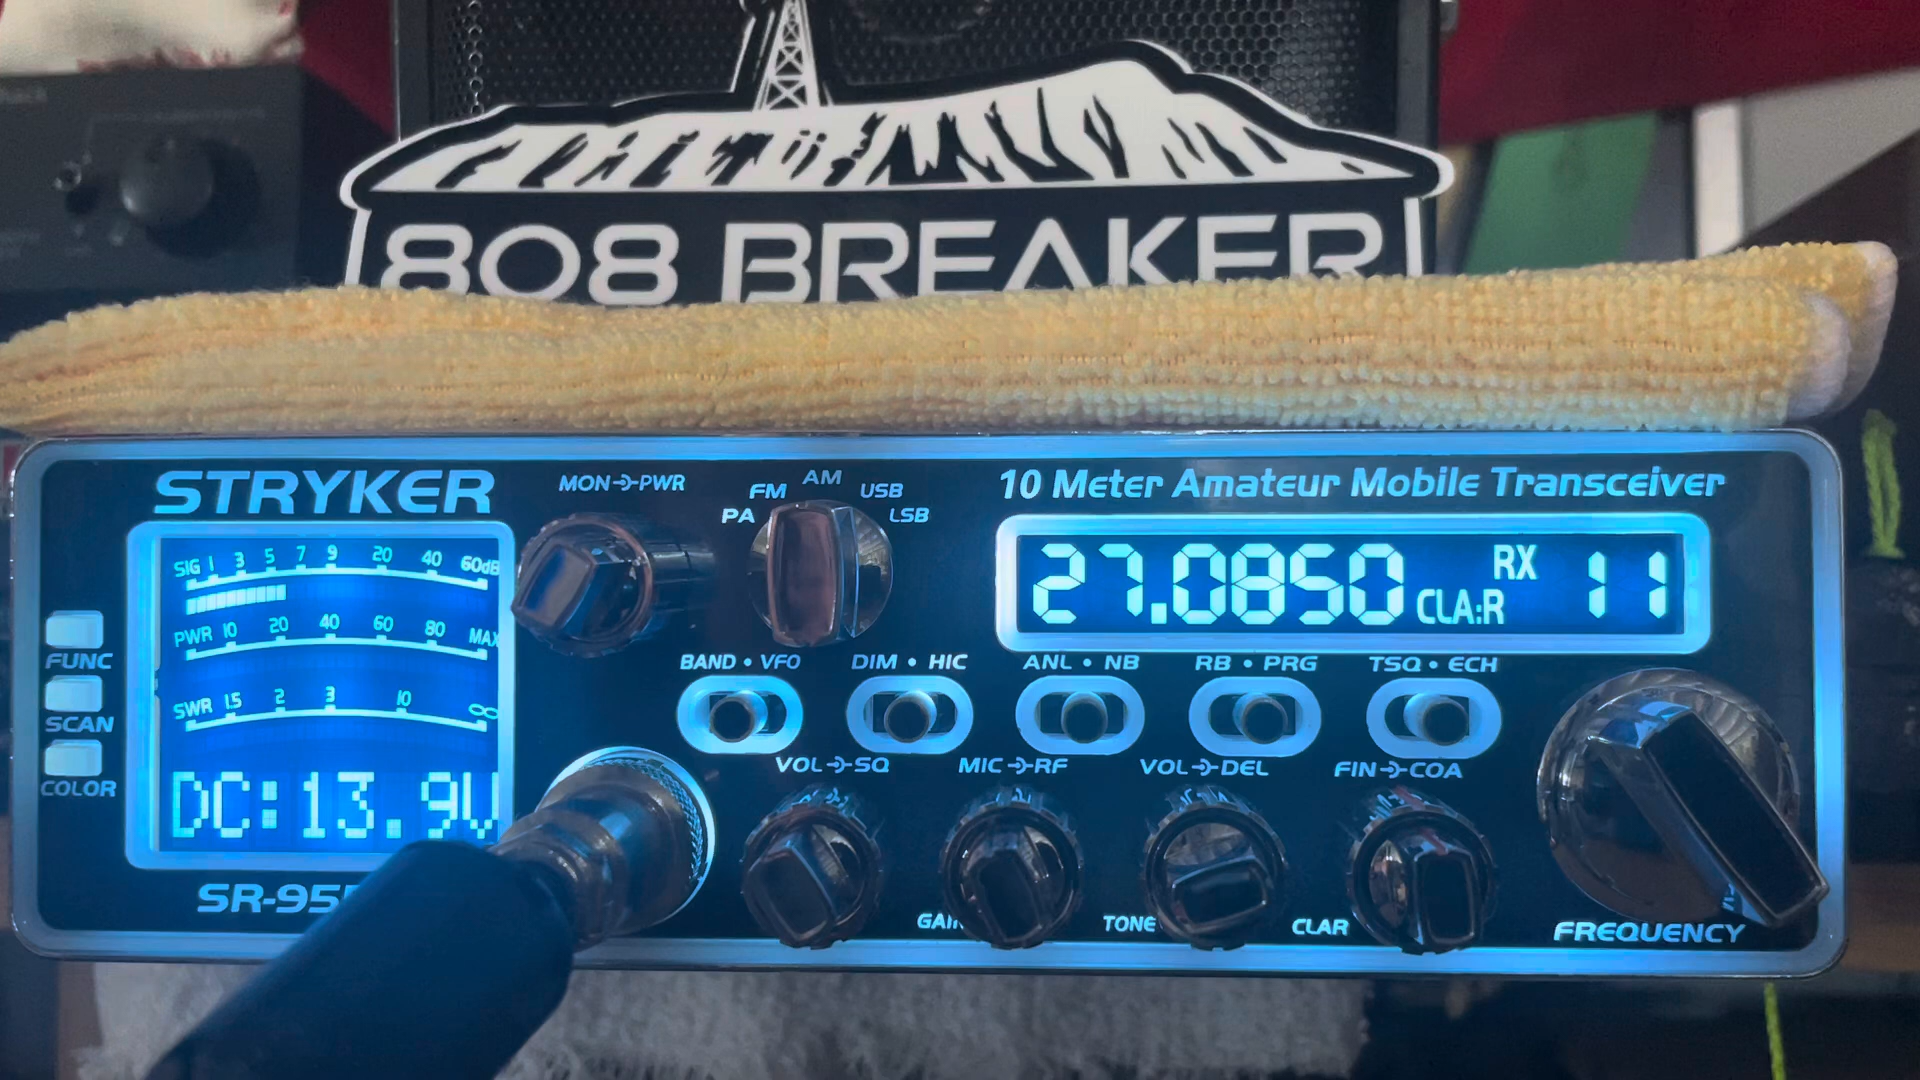 808 BREAKER
STRYKER
MON PWR
PA FM AM USB LSB
10 Meter Amateur Mobile Transceiver
SIG 1 3 5 7 9 20 40 60dB
PWR 10 20 40 60 80 MAX
SWR 1.5 2 3 10 ∞
DC:13.9V
27.0850 CLA:R RX 11
FUNC
SCAN
COLOR
BAND • VFO DIM • HIC ANL • NB RB • PRG TSQ • ECH
VOL SQ MIC RF VOL DEL FIN COA
SR-955
GAIN TONE CLAR FREQUENCY